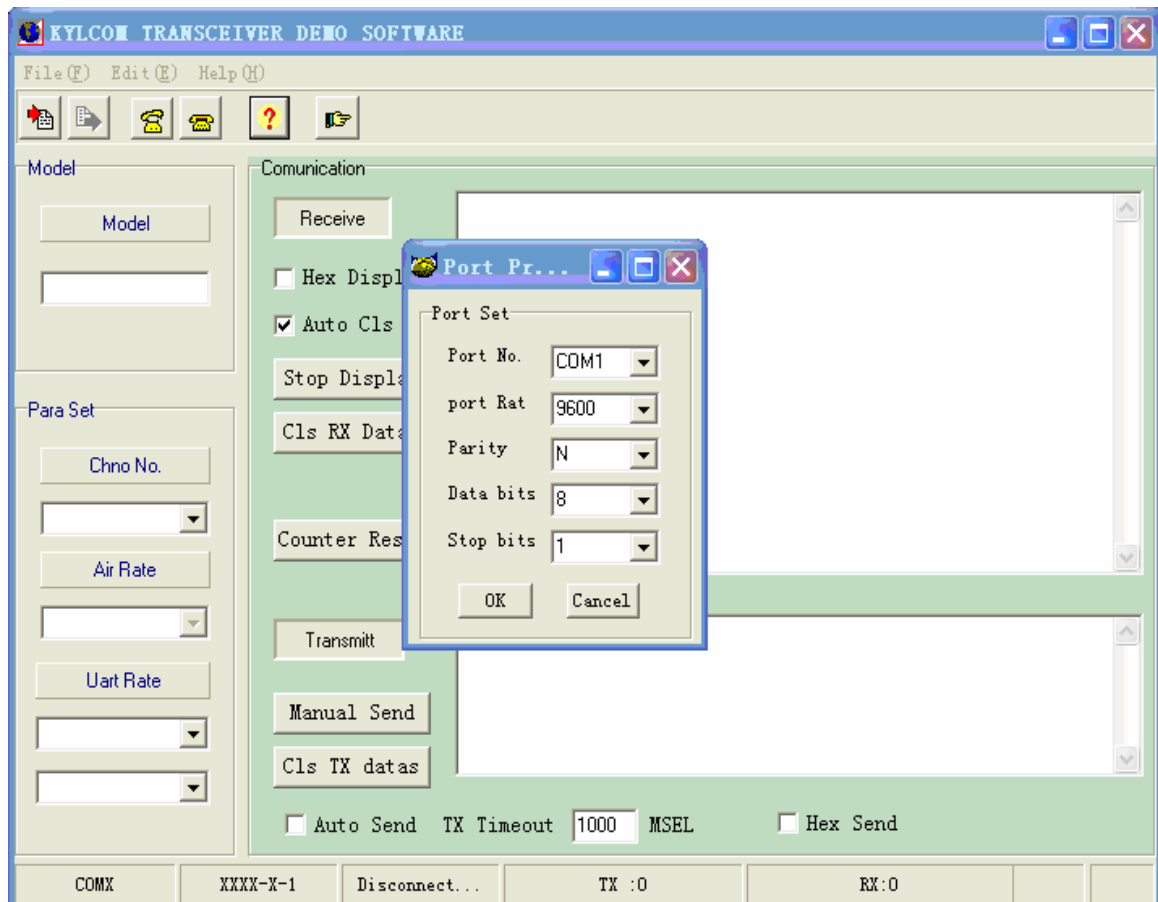 KYLCOM TRANSCEIVER DEMO SOFTWARE
File(F) Edit(E) Help(H)
?
Model
Model
Para Set
Chno No.
Air Rate
Uart Rate
Comunication
Receive
Hex Displ
Auto Cls
Stop Displa
Cls RX Data
Counter Res
Port Pr...
Port Set
Port No. COM1
port Rat 9600
Parity N
Data bits 8
Stop bits 1
OK Cancel
Transmitt
Manual Send
Cls TX datas
Auto Send TX Timeout 1000 MSEL Hex Send
COMX XXXX-X-1 Disconnect... TX :0 RX:0